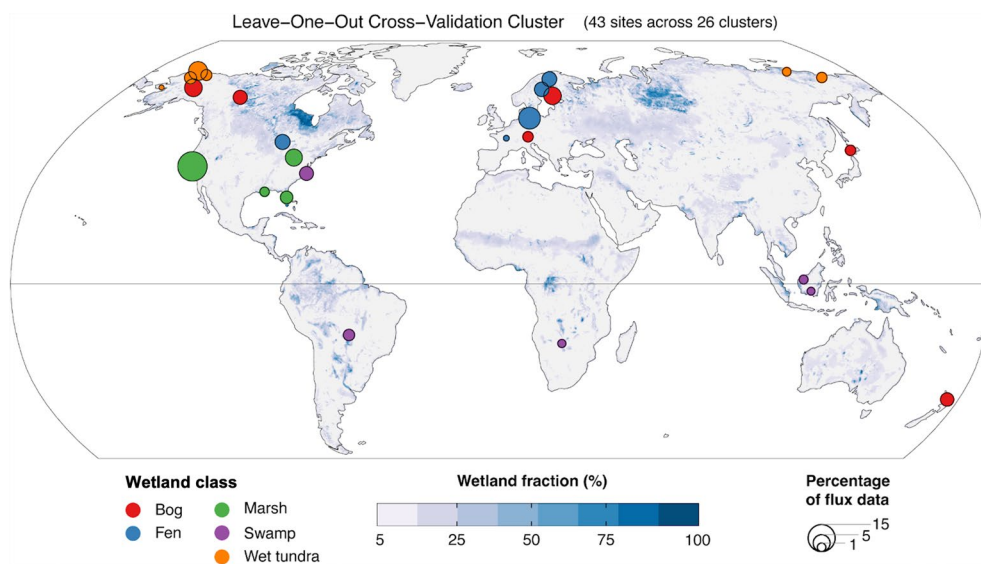 Leave−One−Out Cross−Validation Cluster (43 sites across 26 clusters)
Wetland class
Bog
Fen
Marsh
Swamp
Wet tundra
Wetland fraction (%)
5 25 50 75 100
Percentage
of flux data
15
5
1